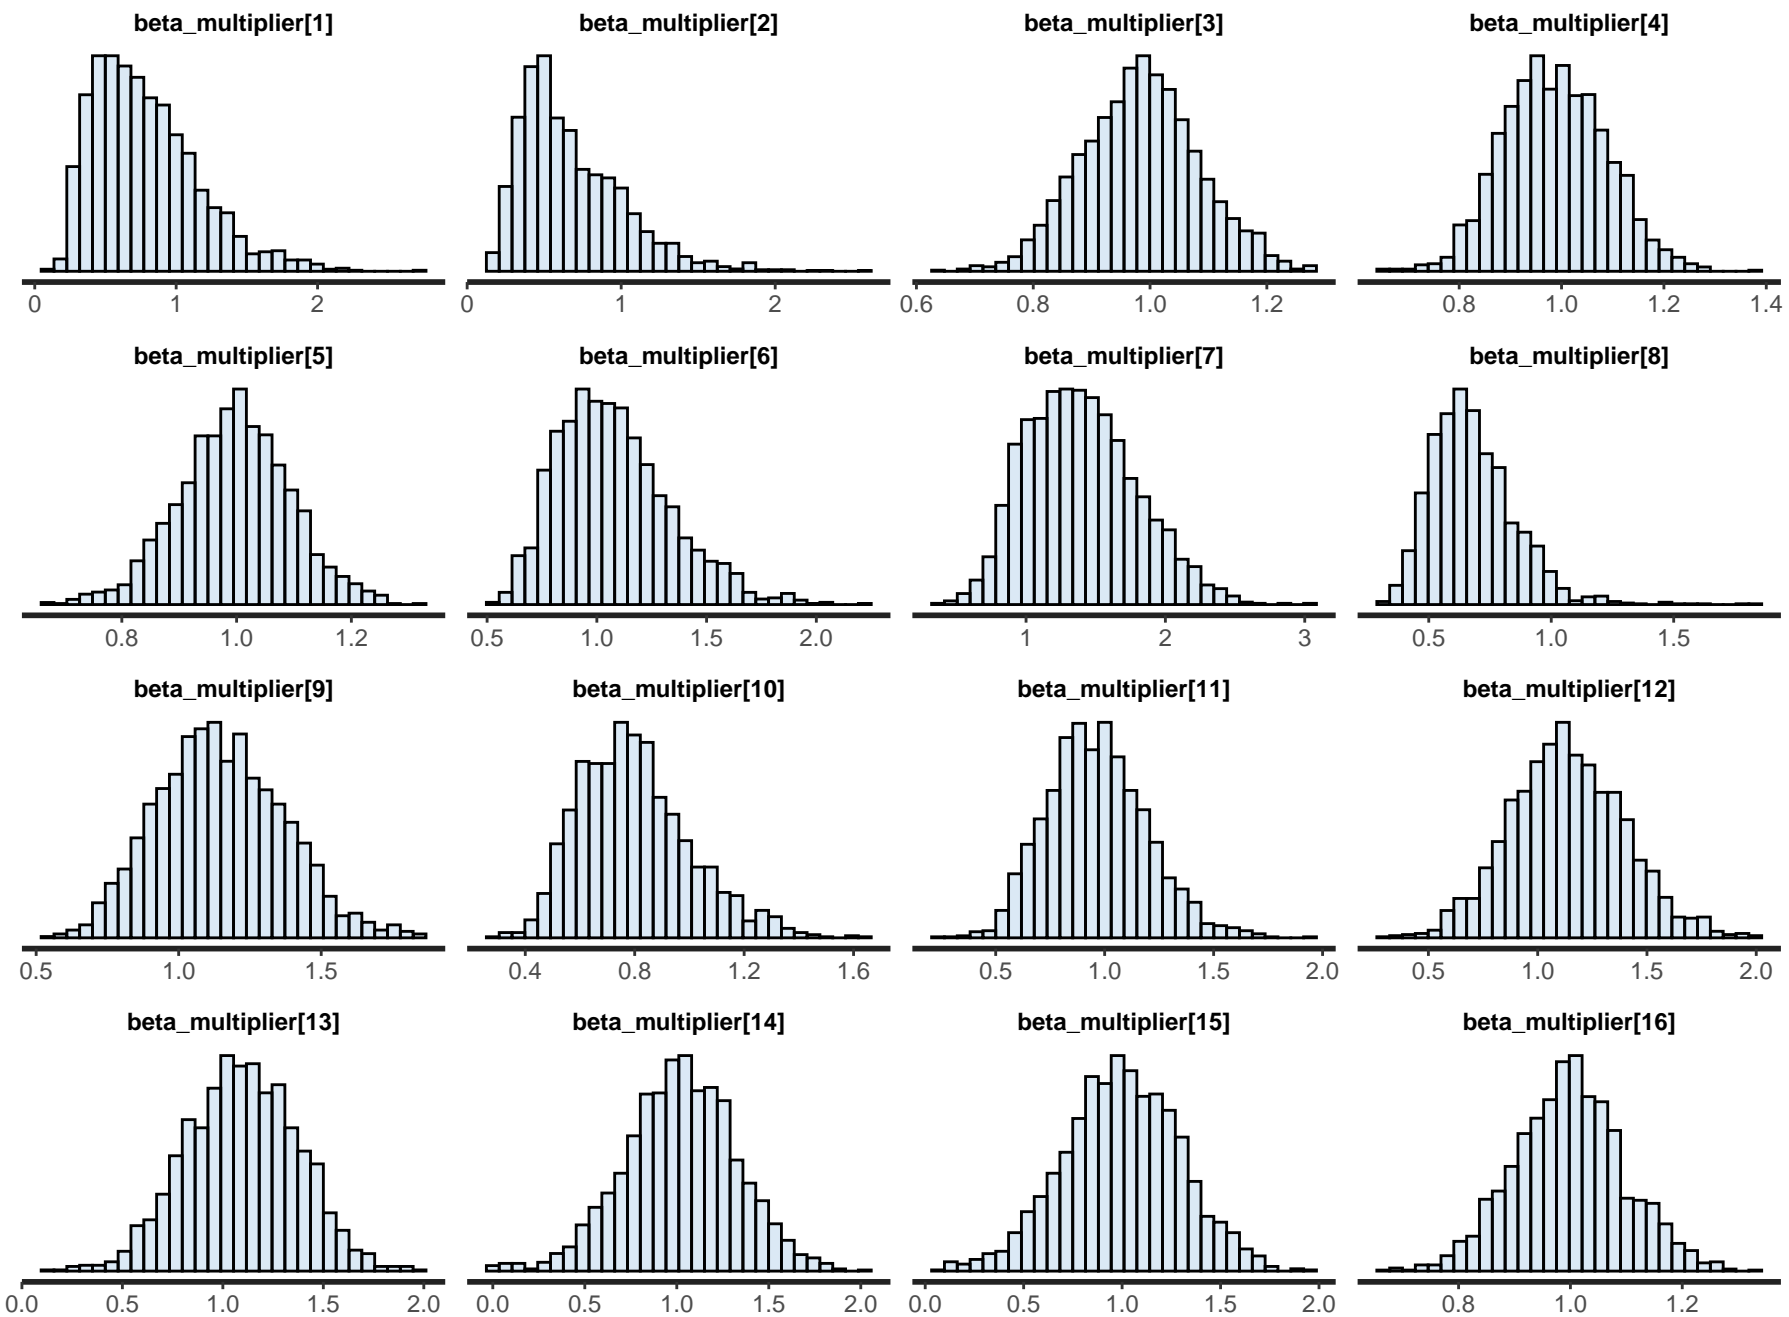 beta_multiplier[1] beta_multiplier[2] beta_multiplier[3] beta_multiplier[4]
0 1 2 0 1 2 0.6 0.8 1.0 1.2 0.8 1.0 1.2 1.4
beta_multiplier[5] beta_multiplier[6] beta_multiplier[7] beta_multiplier[8]
0.8 1.0 1.2 0.5 1.0 1.5 2.0 1 2 3 0.5 1.0 1.5
beta_multiplier[9] beta_multiplier[10] beta_multiplier[11] beta_multiplier[12]
0.5 1.0 1.5 0.4 0.8 1.2 1.6 0.5 1.0 1.5 2.0 0.5 1.0 1.5 2.0
beta_multiplier[13] beta_multiplier[14] beta_multiplier[15] beta_multiplier[16]
0.0 0.5 1.0 1.5 2.0 0.0 0.5 1.0 1.5 2.0 0.0 0.5 1.0 1.5 2.0 0.8 1.0 1.2